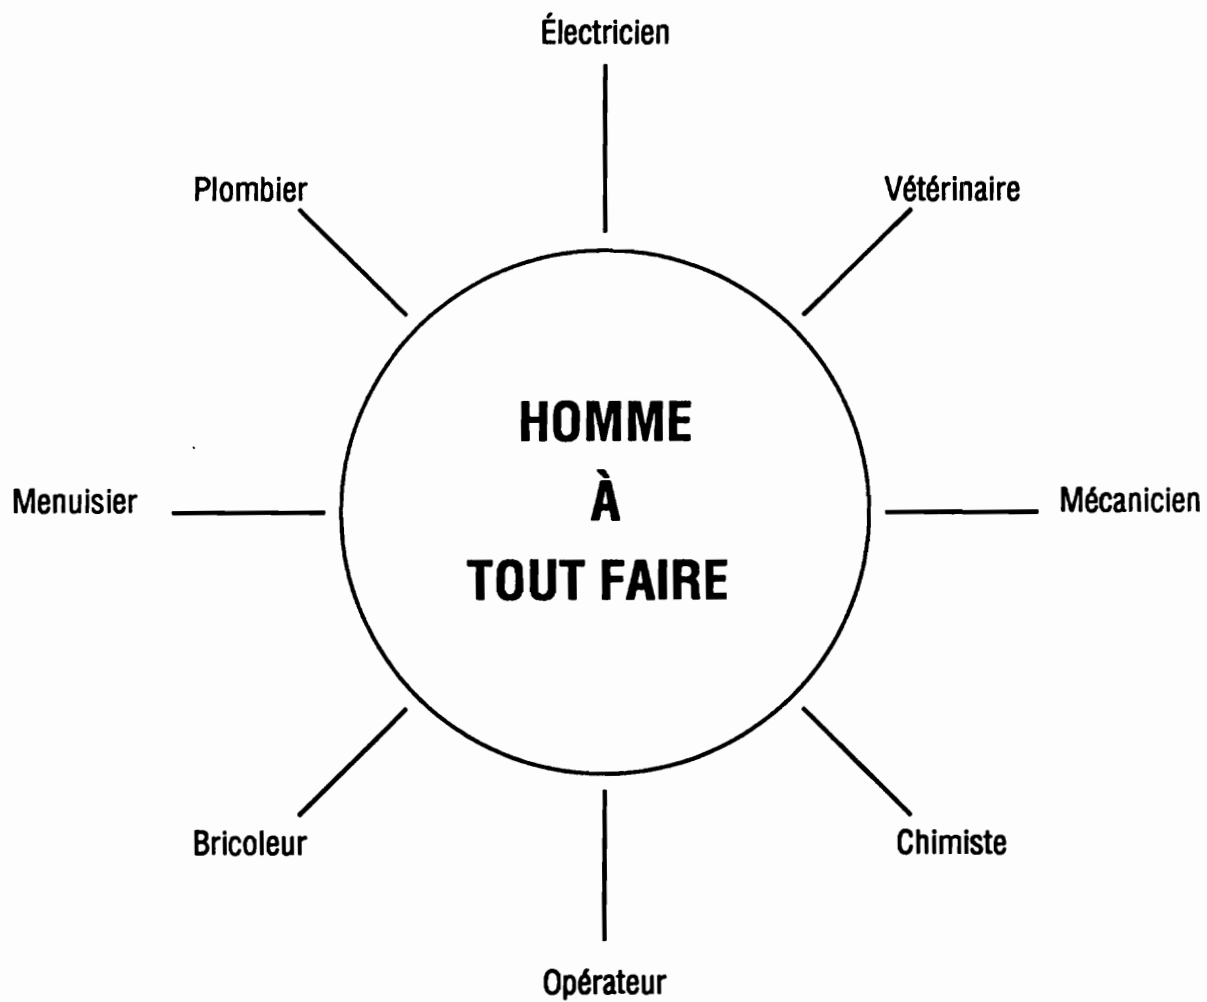 Électricien
Plombier
Vétérinaire
HOMME
À
TOUT FAIRE
Menuisier
Mécanicien
Bricoleur
Chimiste
Opérateur